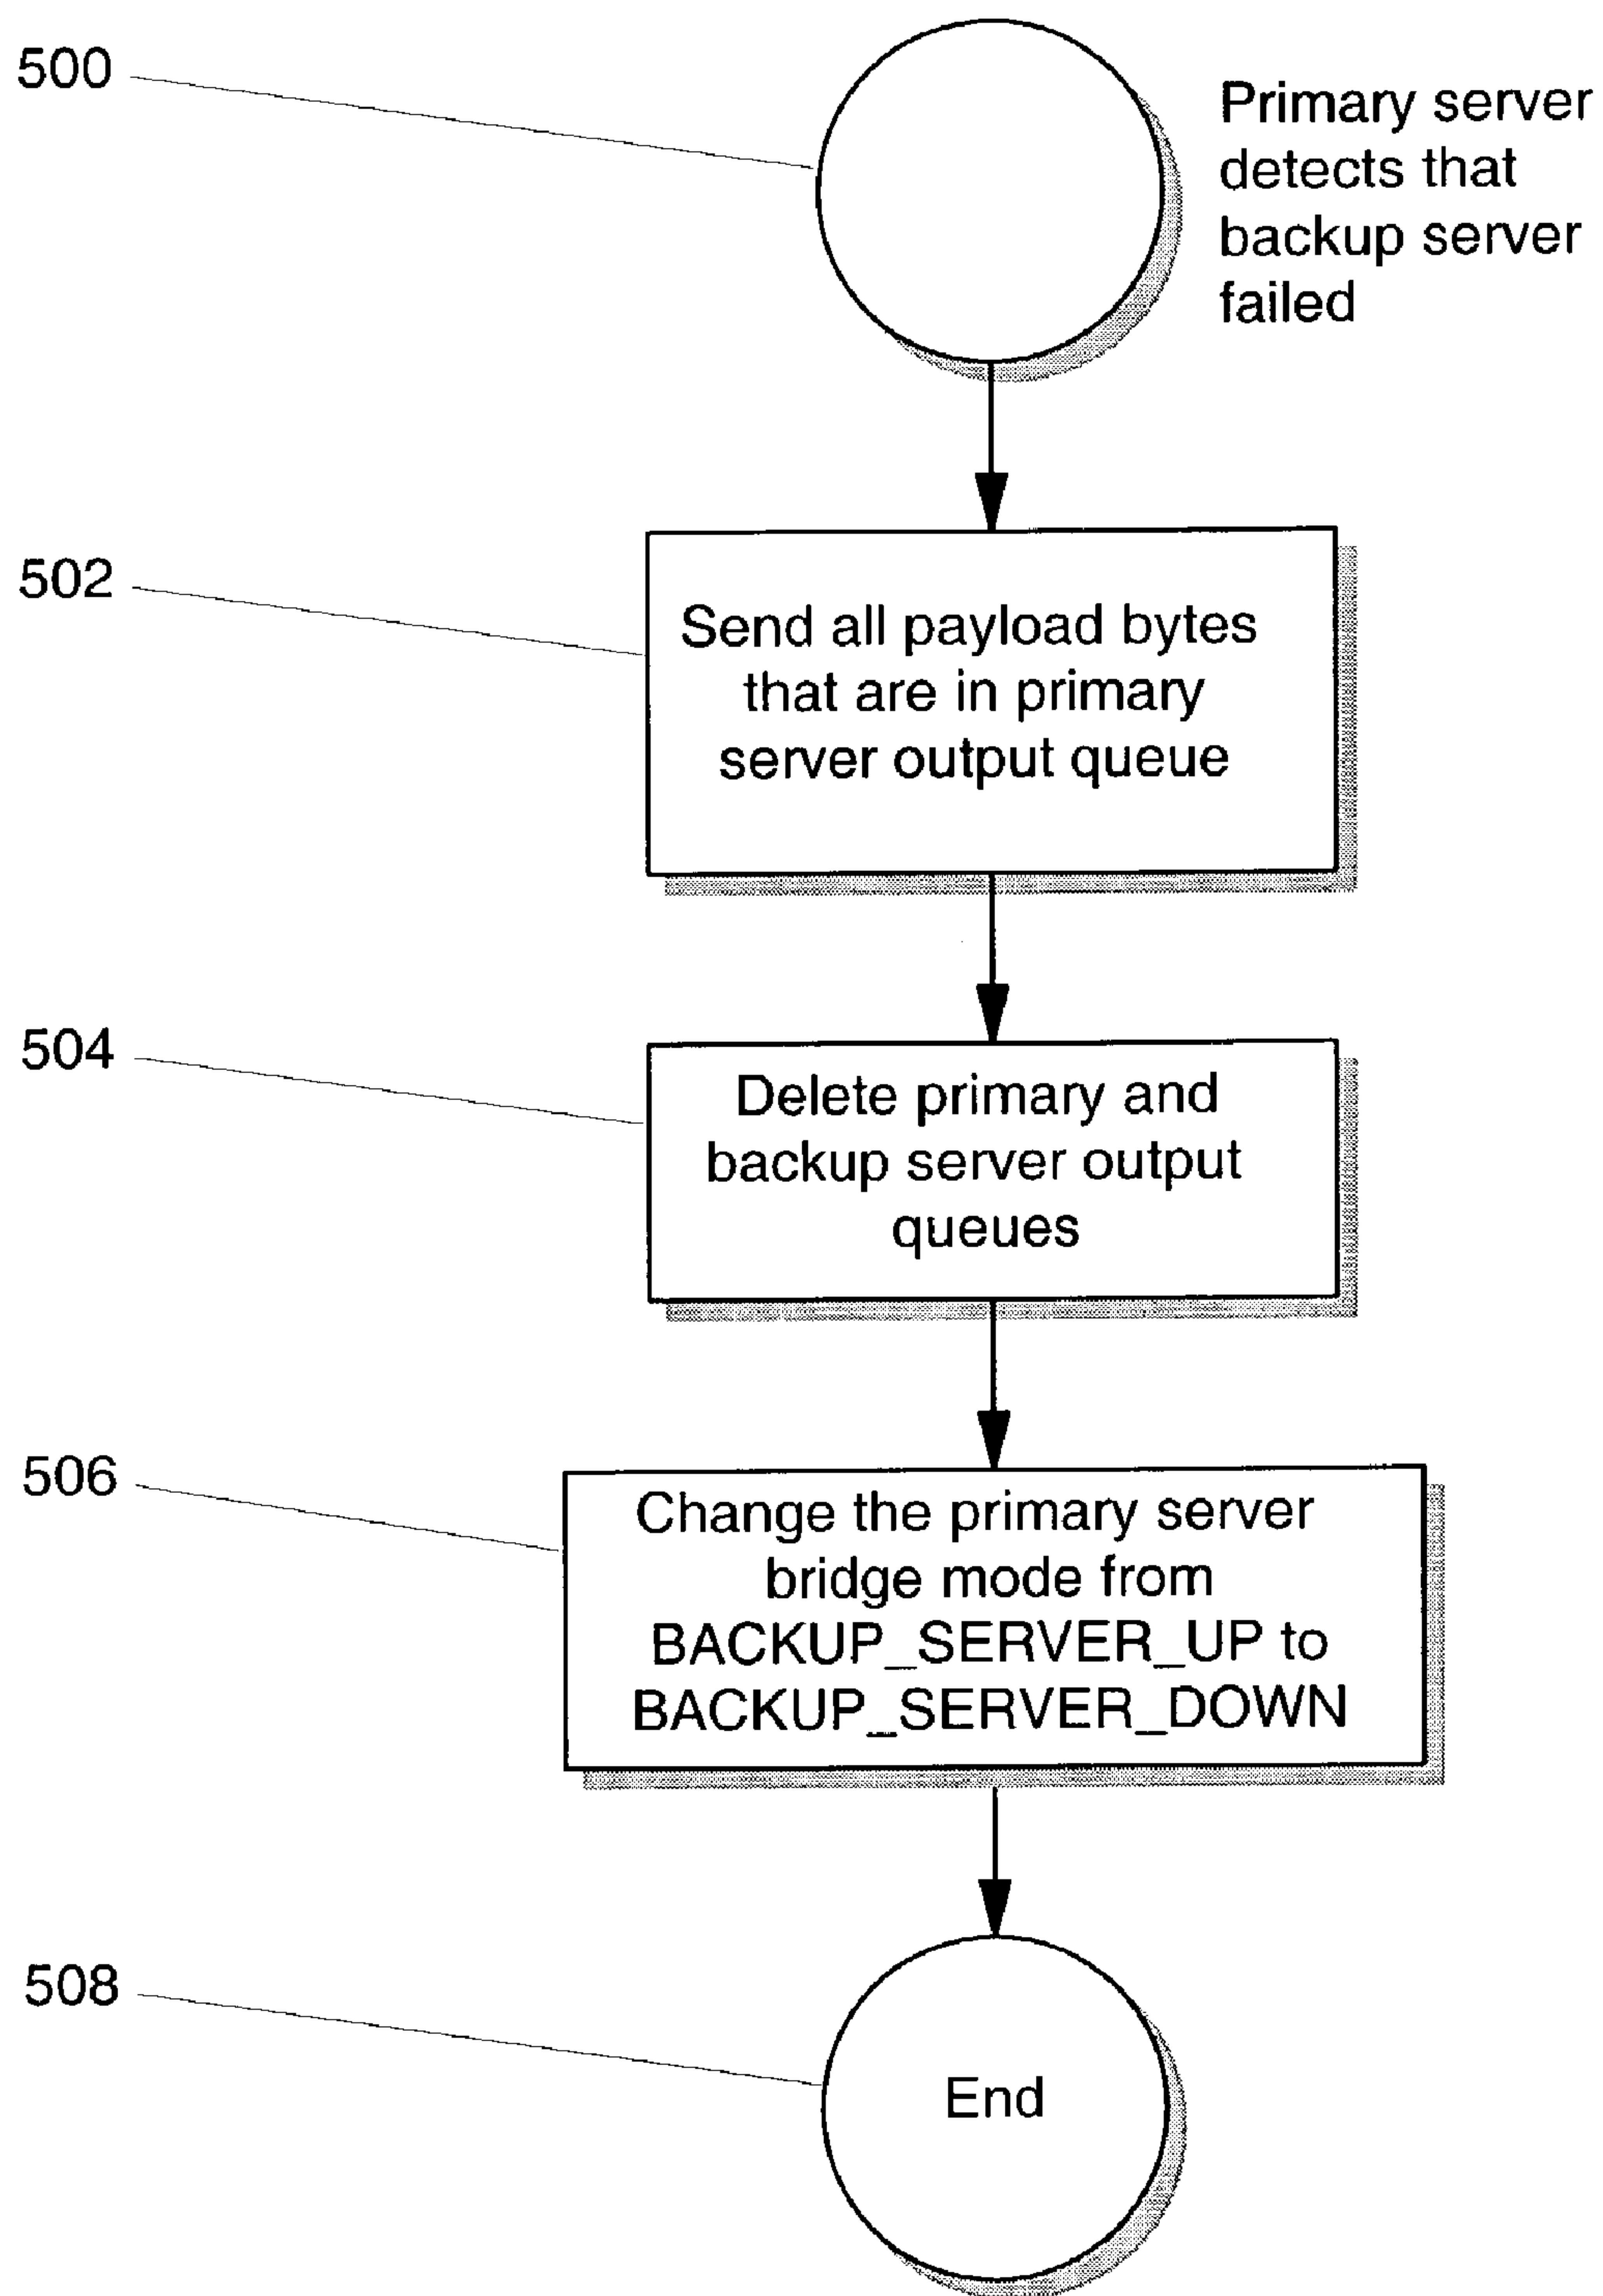 500
Primary server
detects that
backup server
failed
502
Send all payload bytes
that are in primary
server output queue
504
Delete primary and
backup server output
queues
506
Change the primary server
bridge mode from
BACKUP_SERVER_UP to
BACKUP_SERVER_DOWN
508
End